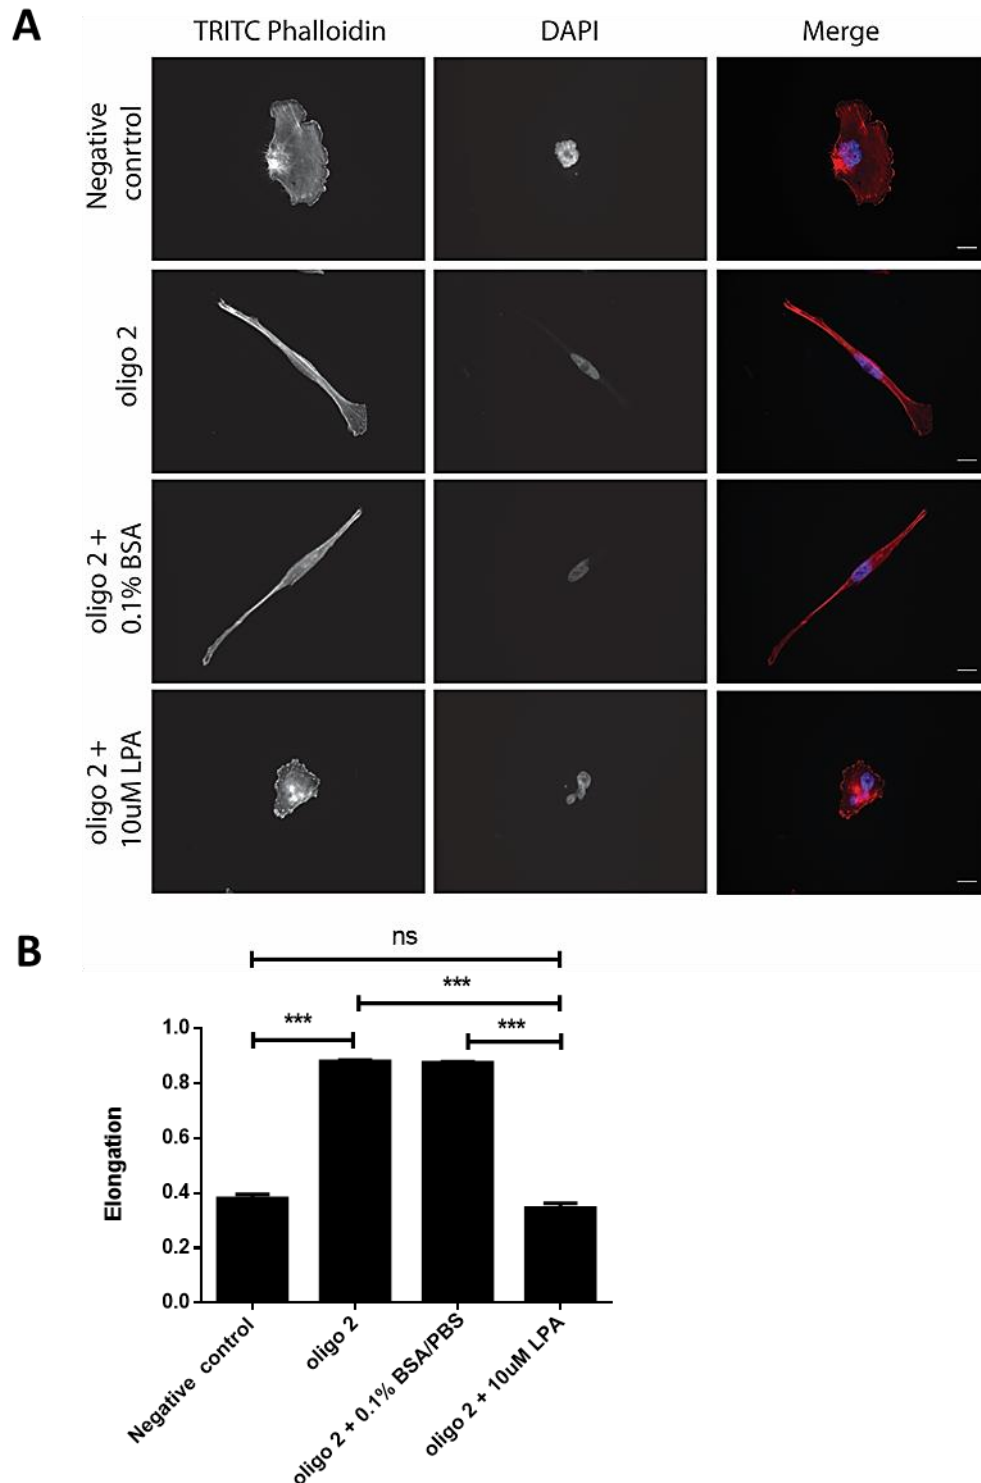 A
TRITC Phalloidin
DAPI
Merge
Negative
conrtrol
oligo 2
oligo 2 +
0.1% BSA
oligo 2 +
10uM LPA
B
ns
***
***
***
1.0
0.8
0.6
0.4
0.2
0.0
Elongation
Negative control
oligo 2
oligo 2 + 0.1% BSA/PBS
oligo 2 + 10uM LPA